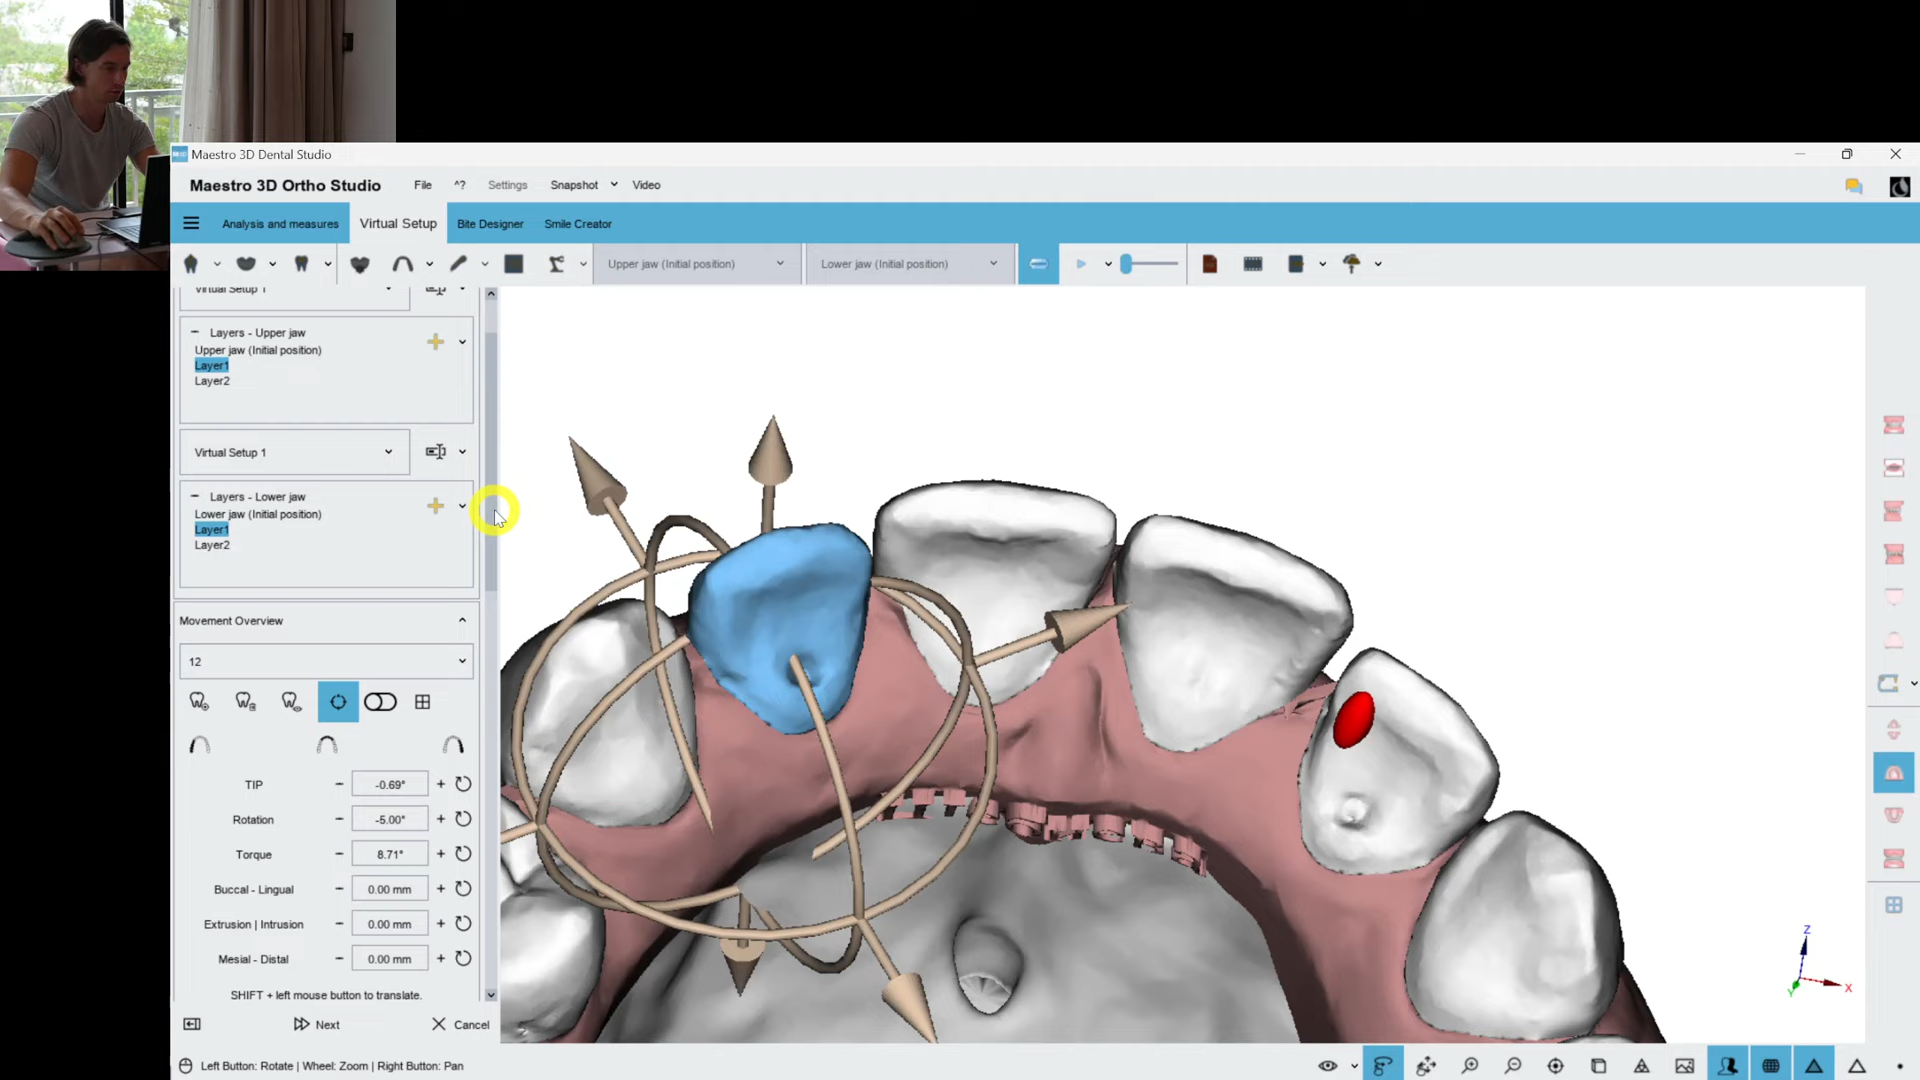 Maestro 3D Dental Studio
Maestro 3D Ortho Studio
File
^?
Settings
Snapshot
Video
Analysis and measures
Virtual Setup
Bite Designer
Smile Creator
Upper jaw (Initial position)
Lower jaw (Initial position)
Virtual Setup 1
Layers - Upper jaw
Upper jaw (Initial position)
Layer1
Layer2
Virtual Setup 1
Layers - Lower jaw
Lower jaw (Initial position)
Layer1
Layer2
Movement Overview
12
TIP
-0.69°
Rotation
-5.00°
Torque
8.71°
Buccal - Lingual
0.00 mm
Extrusion | Intrusion
0.00 mm
Mesial - Distal
0.00 mm
SHIFT + left mouse button to translate.
Next
Cancel
Z
X
Y
Left Button: Rotate | Wheel: Zoom | Right Button: Pan